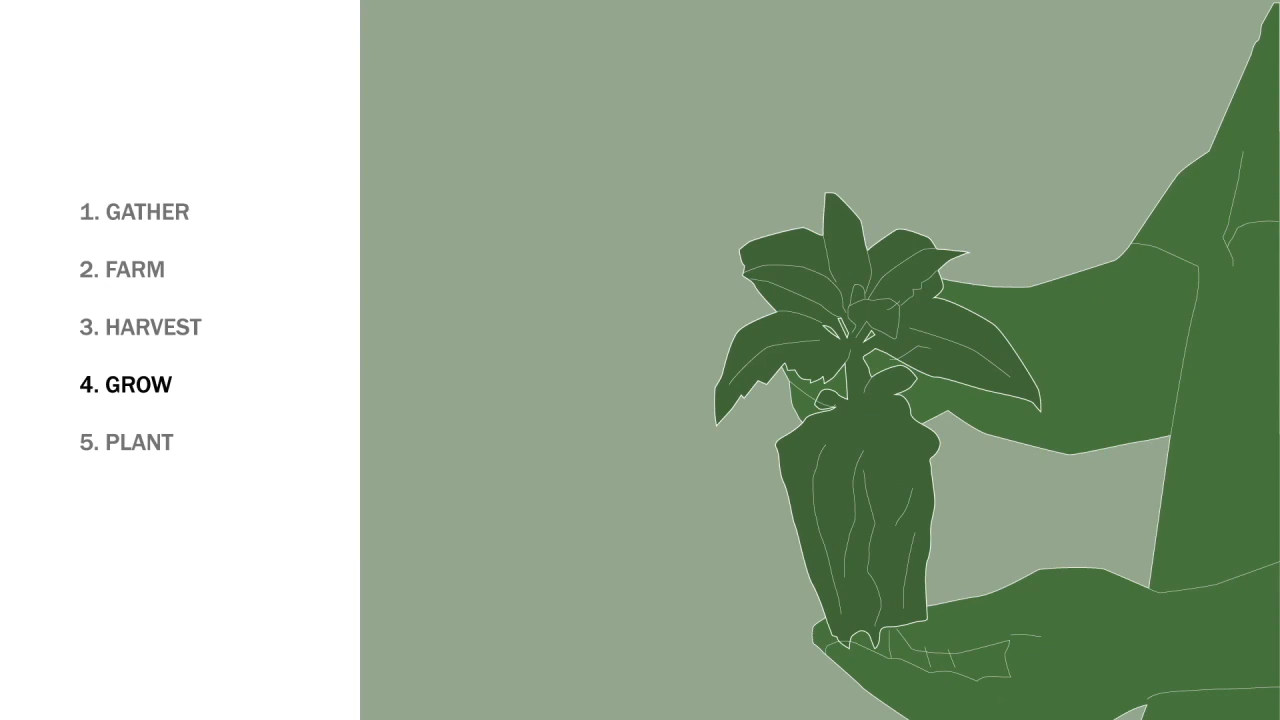 1. GATHER
2. FARM
3. HARVEST
4. GROW
5. PLANT